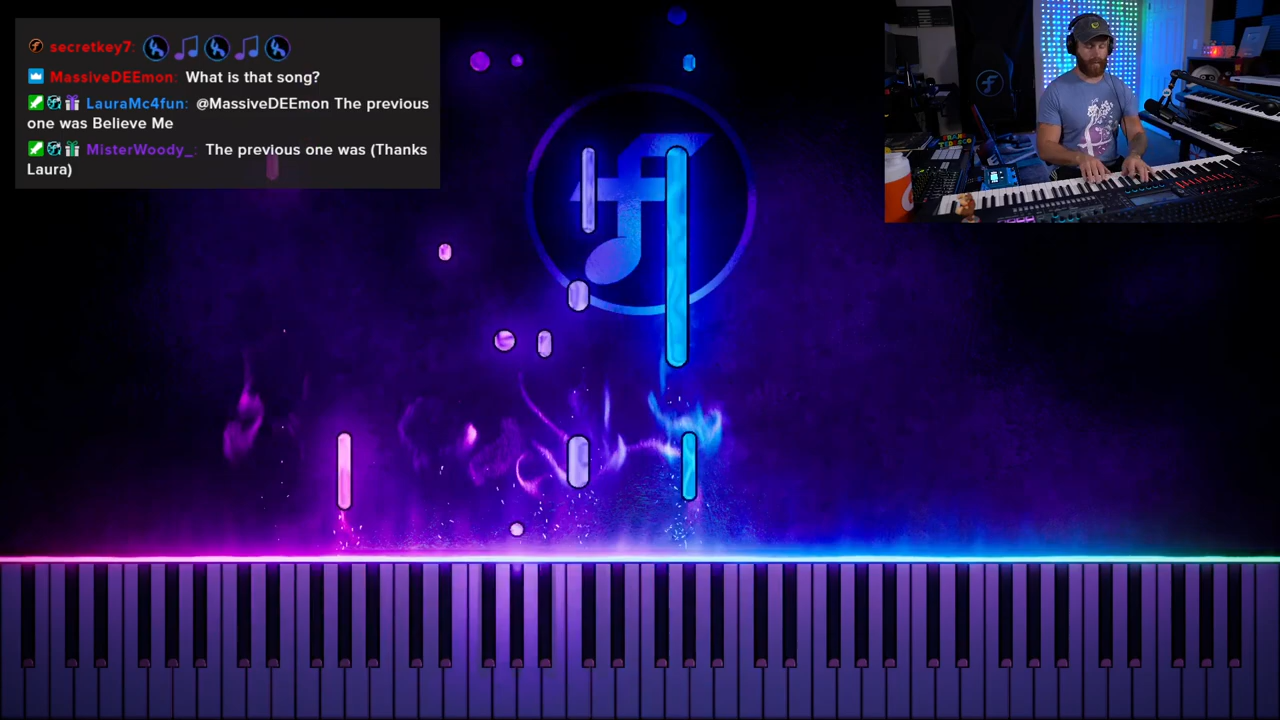 secretkey7:
MassiveDEEmon: What is that song?
LauraMc4fun: @MassiveDEEmon The previous
one was Believe Me
MisterWoody_: The previous one was (Thanks
Laura)